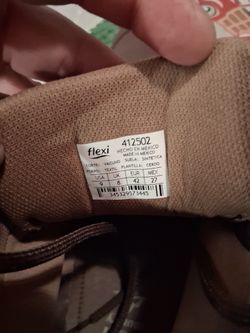 flexi 412502
HECHO EN MEXICO
MADE IN MEXICO
CORTE: VACUNO SUELA: SINTETICA
FORRO: TEXTIL PLANTILLA: CERDO
USA UK EUR MEX
9 8 42 27
345329573445